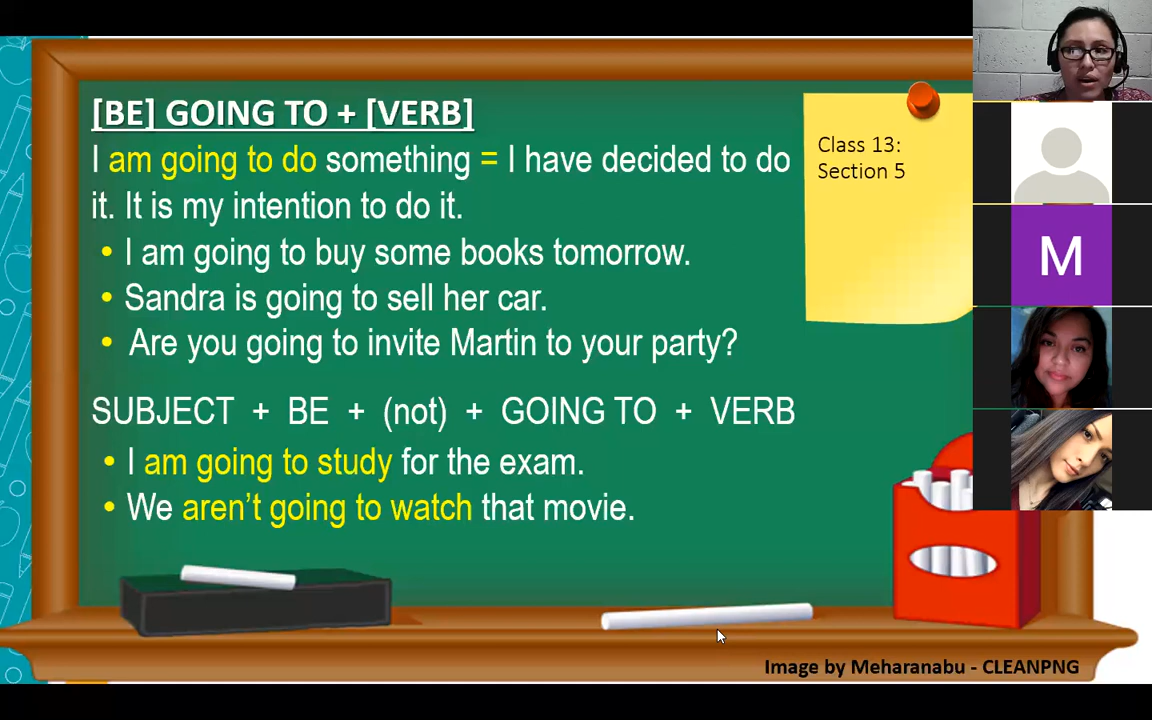 [BE] GOING TO + [VERB]
I am going to do something = I have decided to do
it. It is my intention to do it.
• I am going to buy some books tomorrow.
• Sandra is going to sell her car.
• Are you going to invite Martin to your party?
SUBJECT + BE + (not) + GOING TO + VERB
• I am going to study for the exam.
• We aren't going to watch that movie.
Class 13:
Section 5
M
Image by Meharanabu - CLEANPNG